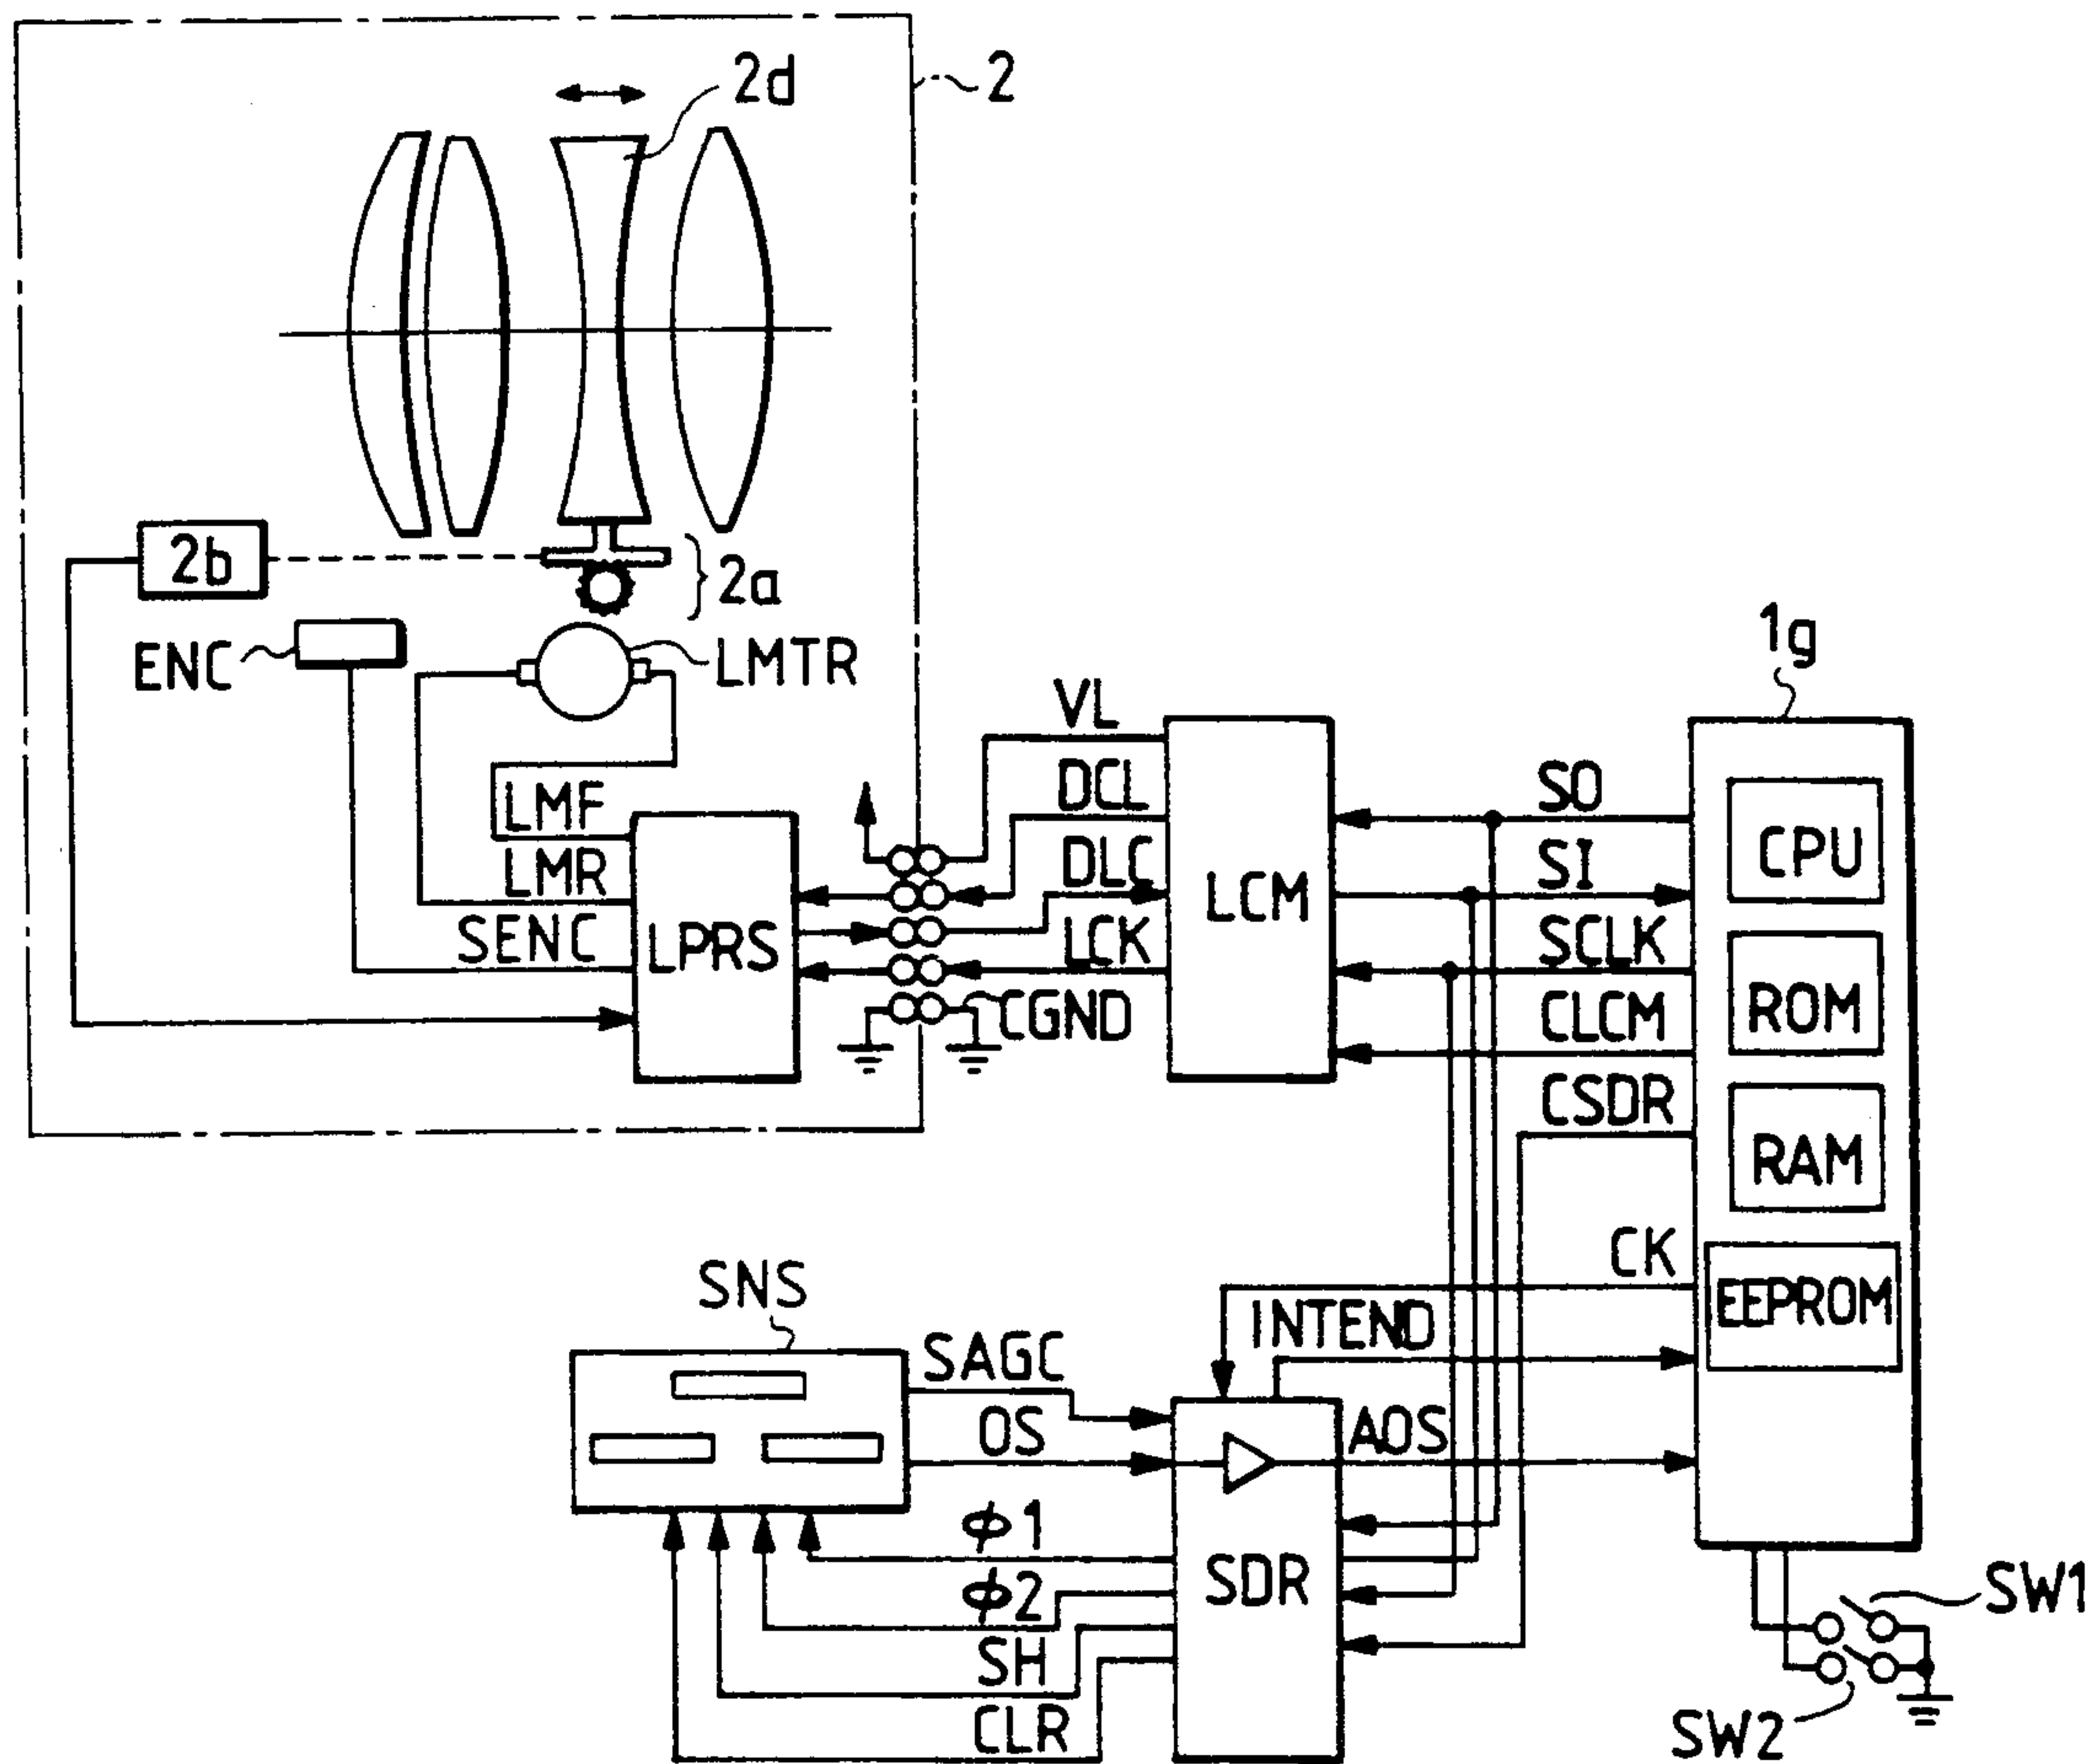 2d
2
2b
2a
ENC
LMTR
1g
VL
DCL
SO
LMF
CPU
DLC
SI
LMR
LCM
SENC
LPRS
LCK
SCLK
CGND
CLCM
ROM
CSDR
RAM
CK
SNS
INTEND
EEPROM
SAGC
OS
AOS
φ1
SDR
φ2
SW1
SH
CLR
SW2